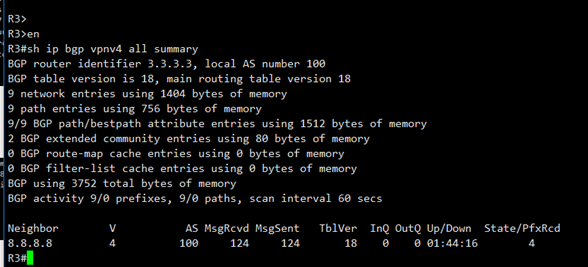 R3>
R3>en
R3#sh ip bgp vpnv4 all summary
BGP router identifier 3.3.3.3, local AS number 100
BGP table version is 18, main routing table version 18
9 network entries using 1404 bytes of memory
9 path entries using 756 bytes of memory
9/9 BGP path/bestpath attribute entries using 1512 bytes of memory
2 BGP extended community entries using 80 bytes of memory
0 BGP route-map cache entries using 0 bytes of memory
0 BGP filter-list cache entries using 0 bytes of memory
BGP using 3752 total bytes of memory
BGP activity 9/0 prefixes, 9/0 paths, scan interval 60 secs
Neighbor V AS MsgRcvd MsgSent TblVer InQ OutQ Up/Down State/PfxRcd
8.8.8.8 4 100 124 124 18 0 0 01:44:16 4
R3#